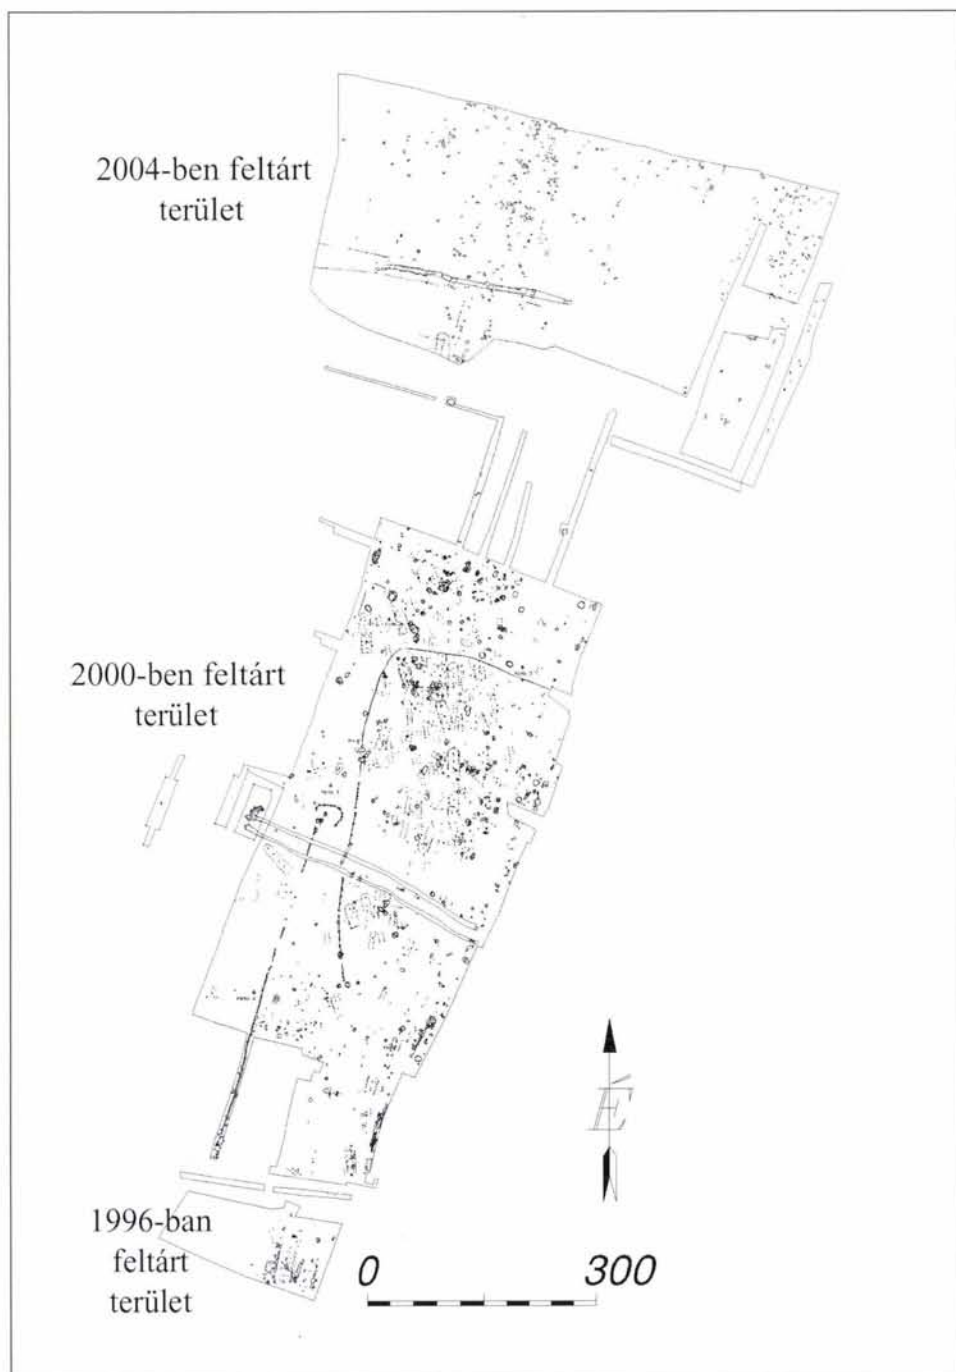 2004-ben feltárt
terület
2000-ben feltárt
terület
É
1996-ban
feltárt
terület
0 300